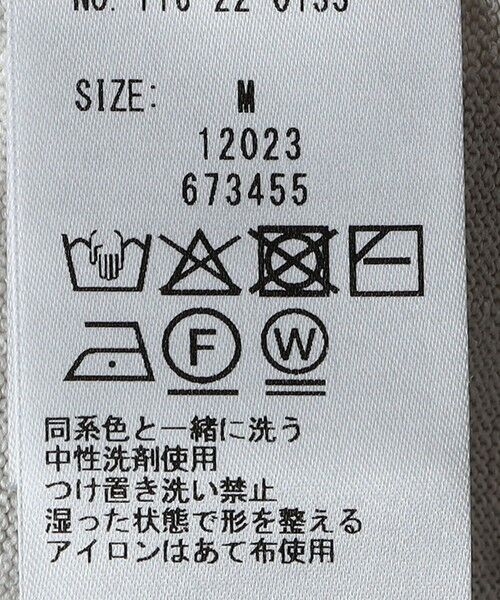 SIZE: M
12023
673455
F
W
同系色と一緒に洗う
中性洗剤使用
つけ置き洗い禁止
湿った状態で形を整える
アイロンはあて布使用